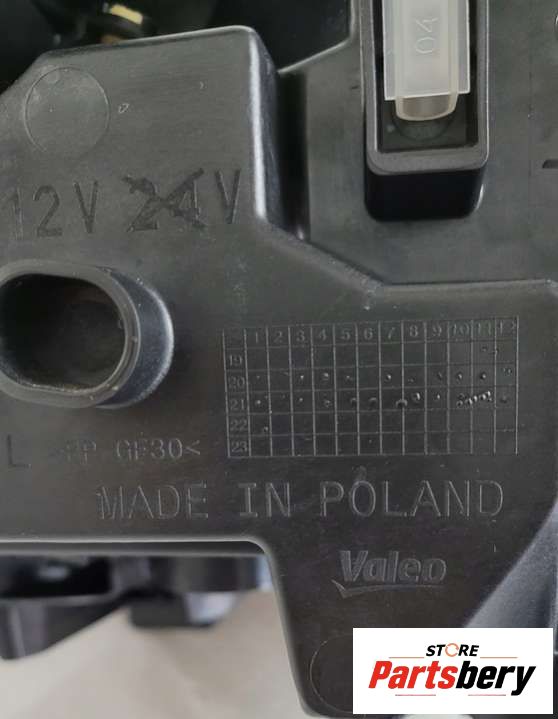 04
12V 24V
1 2 3 4 5 6 7 8 9 10 11 12
19
20
21
22
23
L >PP GF30<
MADE IN POLAND
Valeo
STORE
Partsbery